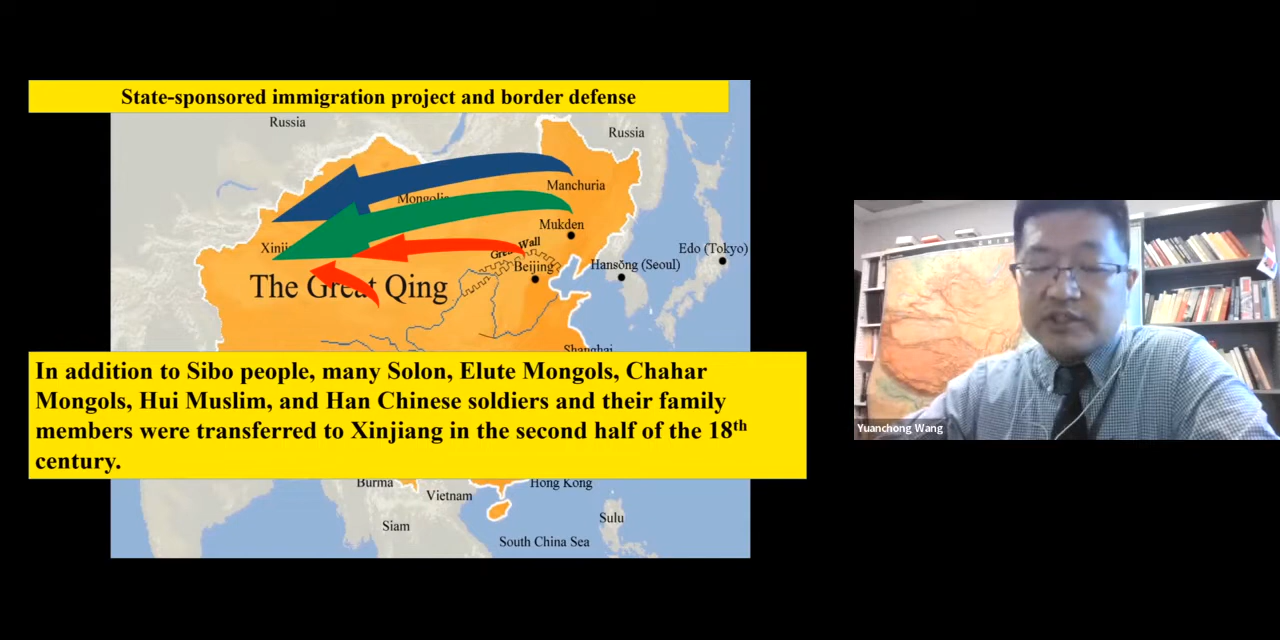 State-sponsored immigration project and border defense
Russia
Russia
Manchuria
Mongolia
Mukden
Edo (Tokyo)
Great Wall
Hansŏng (Seoul)
Beijing
The Great Qing
In addition to Sibo people, many Solon, Elute Mongols, Chahar
Mongols, Hui Muslim, and Han Chinese soldiers and their family
members were transferred to Xinjiang in the second half of the 18th
century.
Shanghai
Burma
Hong Kong
Vietnam
Siam
Sulu
South China Sea
Yuanchong Wang